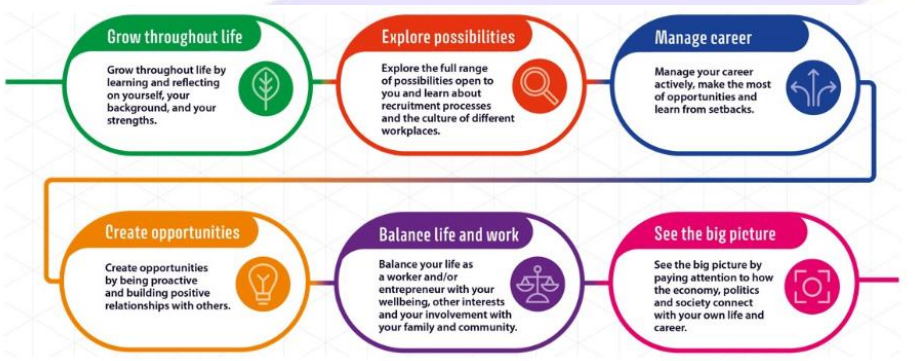 Grow throughout life
Grow throughout life by
learning and reflecting
on yourself, your
background, and your
strengths.
Explore possibilities
Explore the full range
of possibilities open to
you and learn about
recruitment processes
and the culture of different
workplaces.
Manage career
Manage your career
actively, make the most
of opportunities and
learn from setbacks.
Create opportunities
Create opportunities
by being proactive
and building positive
relationships with others.
Balance life and work
Balance your life as
a worker and/or
entrepreneur with your
wellbeing, other interests
and your involvement with
your family and community.
See the big picture
See the big picture by
paying attention to how
the economy, politics
and society connect
with your own life and
career.